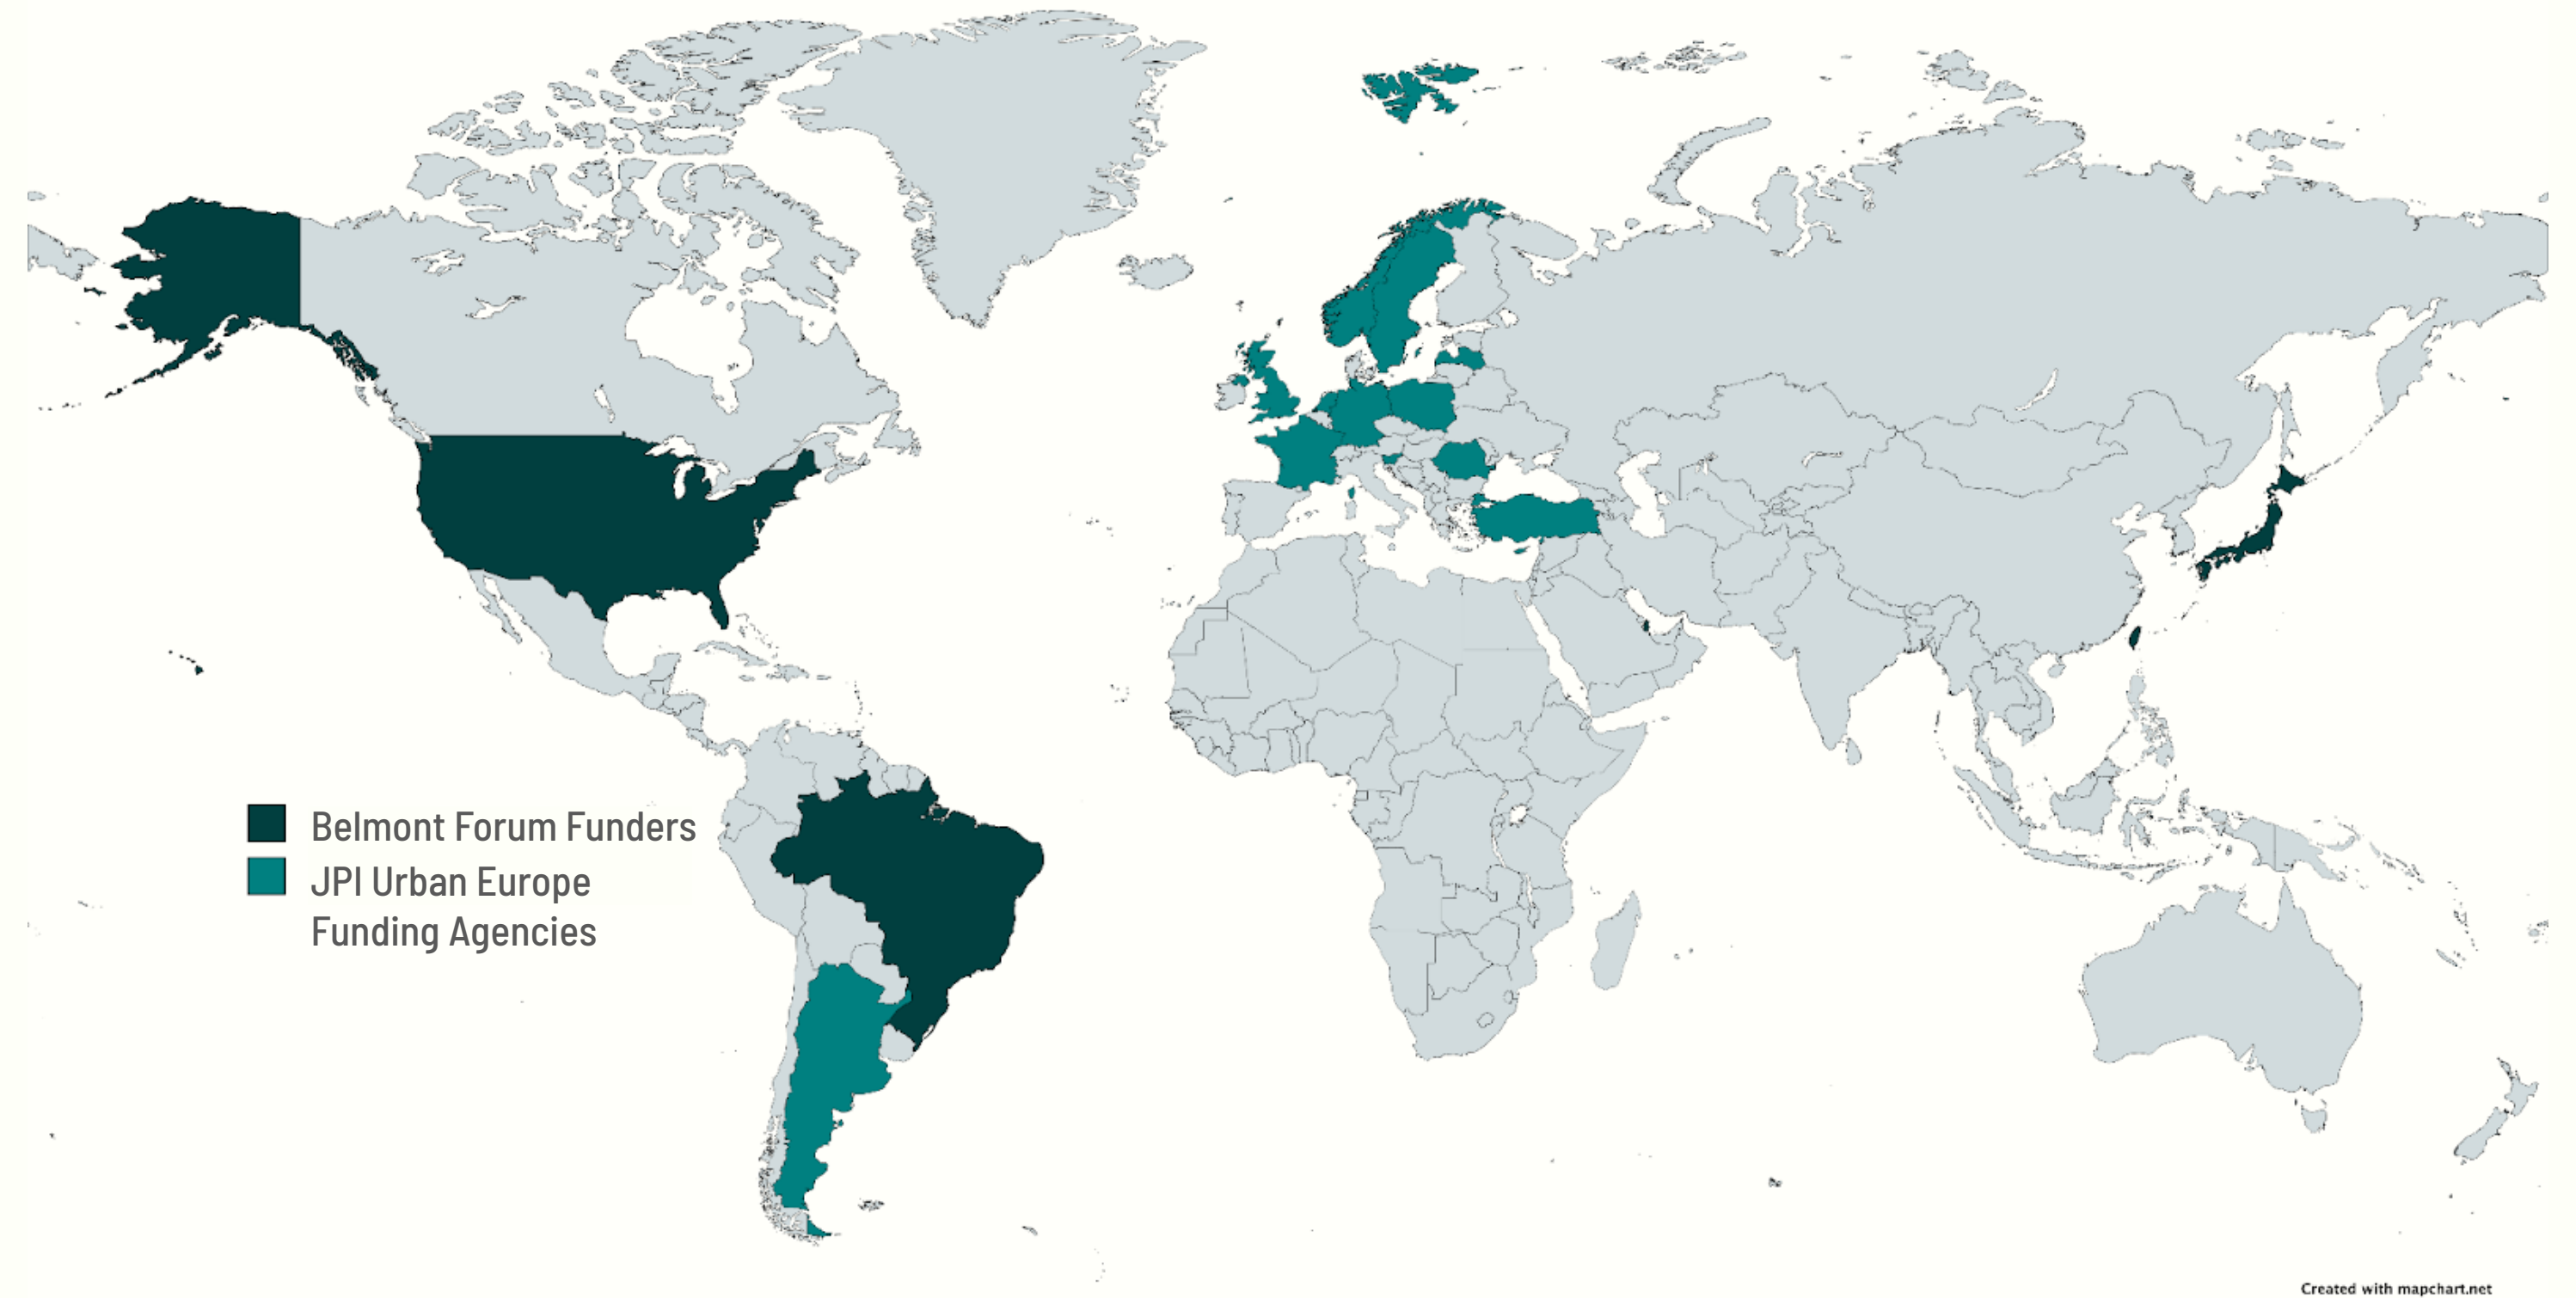 Belmont Forum Funders
JPI Urban Europe
Funding Agencies
Created with mapchart.net